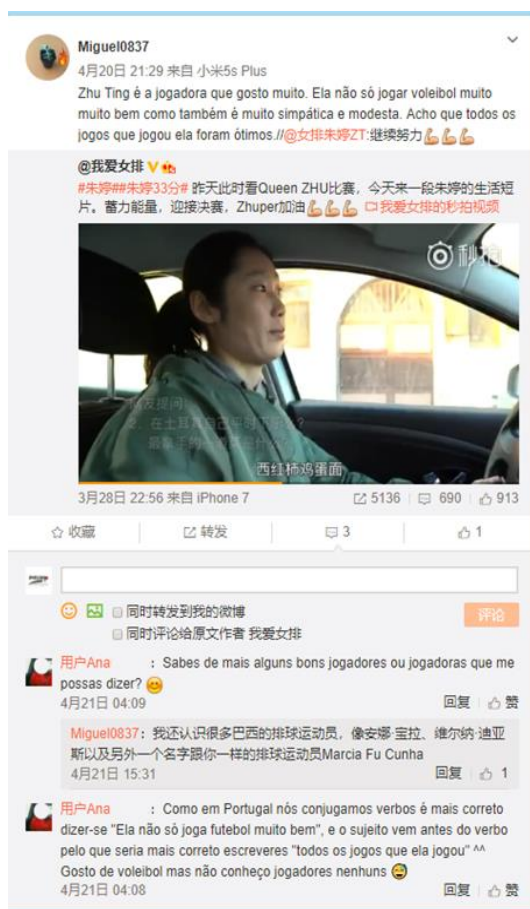 Miguel0837
4月20日 21:29 来自 小米5s Plus
Zhu Ting é a jogadora que gosto muito. Ela não só jogar voleibol muito
muito bem como também é muito simpática e modesta. Acho que todos os
jogos que jogou ela foram ótimos.//@女排朱婷ZT:继续努力💪💪💪
@我爱女排
#朱婷##朱婷33分# 昨天此时看Queen ZHU比赛，今天来一段朱婷的生活短
片。蓄力能量，迎接决赛，Zhuper加油💪💪💪 我爱女排的秒拍视频
秒拍
网友提问
2、在土耳其自己平时下厨吗？
西红柿鸡蛋面
3月28日 22:56 来自 iPhone 7 5136 690 913
收藏 转发 3 1
同时转发到我的微博 评论
同时评论给原文作者 我爱女排
用户Ana : Sabes de mais alguns bons jogadores ou jogadoras que me
possas dizer? 😄
4月21日 04:09 回复 赞
Miguel0837：我还认识很多巴西的排球运动员，像安娜·宝拉、维尔纳·迪亚
斯以及另外一个名字跟你一样的排球运动员Marcia Fu Cunha
4月21日 15:31 回复 1
用户Ana : Como em Portugal nós conjugamos verbos é mais correto
dizer-se "Ela não só joga futebol muito bem", e o sujeito vem antes do verbo
pelo que seria mais correto escreveres "todos os jogos que ela jogou" ^^
Gosto de voleibol mas não conheço jogadores nenhuns 😅
4月21日 04:08 回复 赞